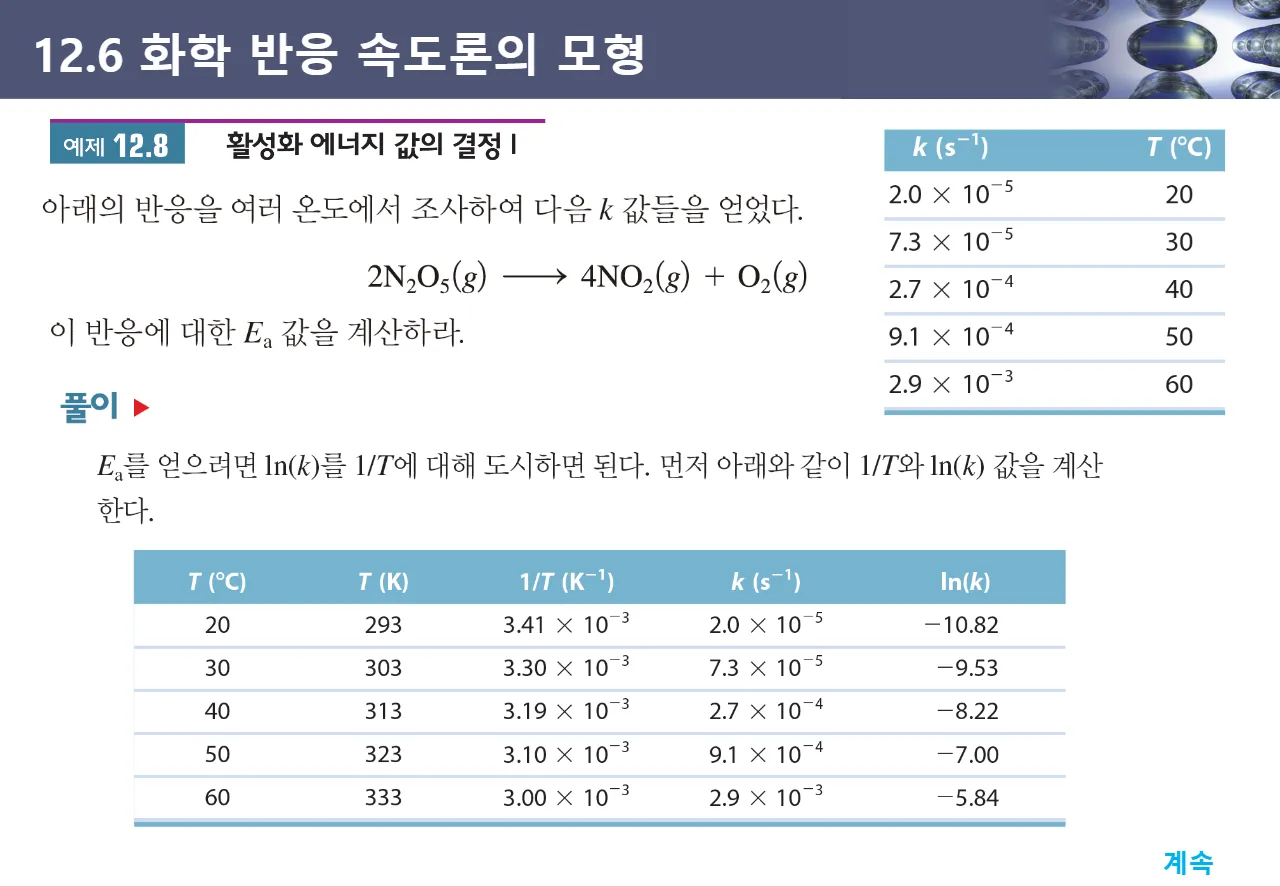 12.6 화학 반응 속도론의 모형
예제 12.8 활성화 에너지 값의 결정 I
아래의 반응을 여러 온도에서 조사하여 다음 k 값들을 얻었다.
2N₂O₅(g) ⟶ 4NO₂(g) + O₂(g)
이 반응에 대한 Eₐ 값을 계산하라.
k (s⁻¹) T (°C)
2.0 × 10⁻⁵ 20
7.3 × 10⁻⁵ 30
2.7 × 10⁻⁴ 40
9.1 × 10⁻⁴ 50
2.9 × 10⁻³ 60
풀이 ▶
Eₐ를 얻으려면 ln(k)를 1/T에 대해 도시하면 된다. 먼저 아래와 같이 1/T와 ln(k) 값을 계산
한다.
T (°C) T (K) 1/T (K⁻¹) k (s⁻¹) ln(k)
20 293 3.41 × 10⁻³ 2.0 × 10⁻⁵ −10.82
30 303 3.30 × 10⁻³ 7.3 × 10⁻⁵ −9.53
40 313 3.19 × 10⁻³ 2.7 × 10⁻⁴ −8.22
50 323 3.10 × 10⁻³ 9.1 × 10⁻⁴ −7.00
60 333 3.00 × 10⁻³ 2.9 × 10⁻³ −5.84
계속